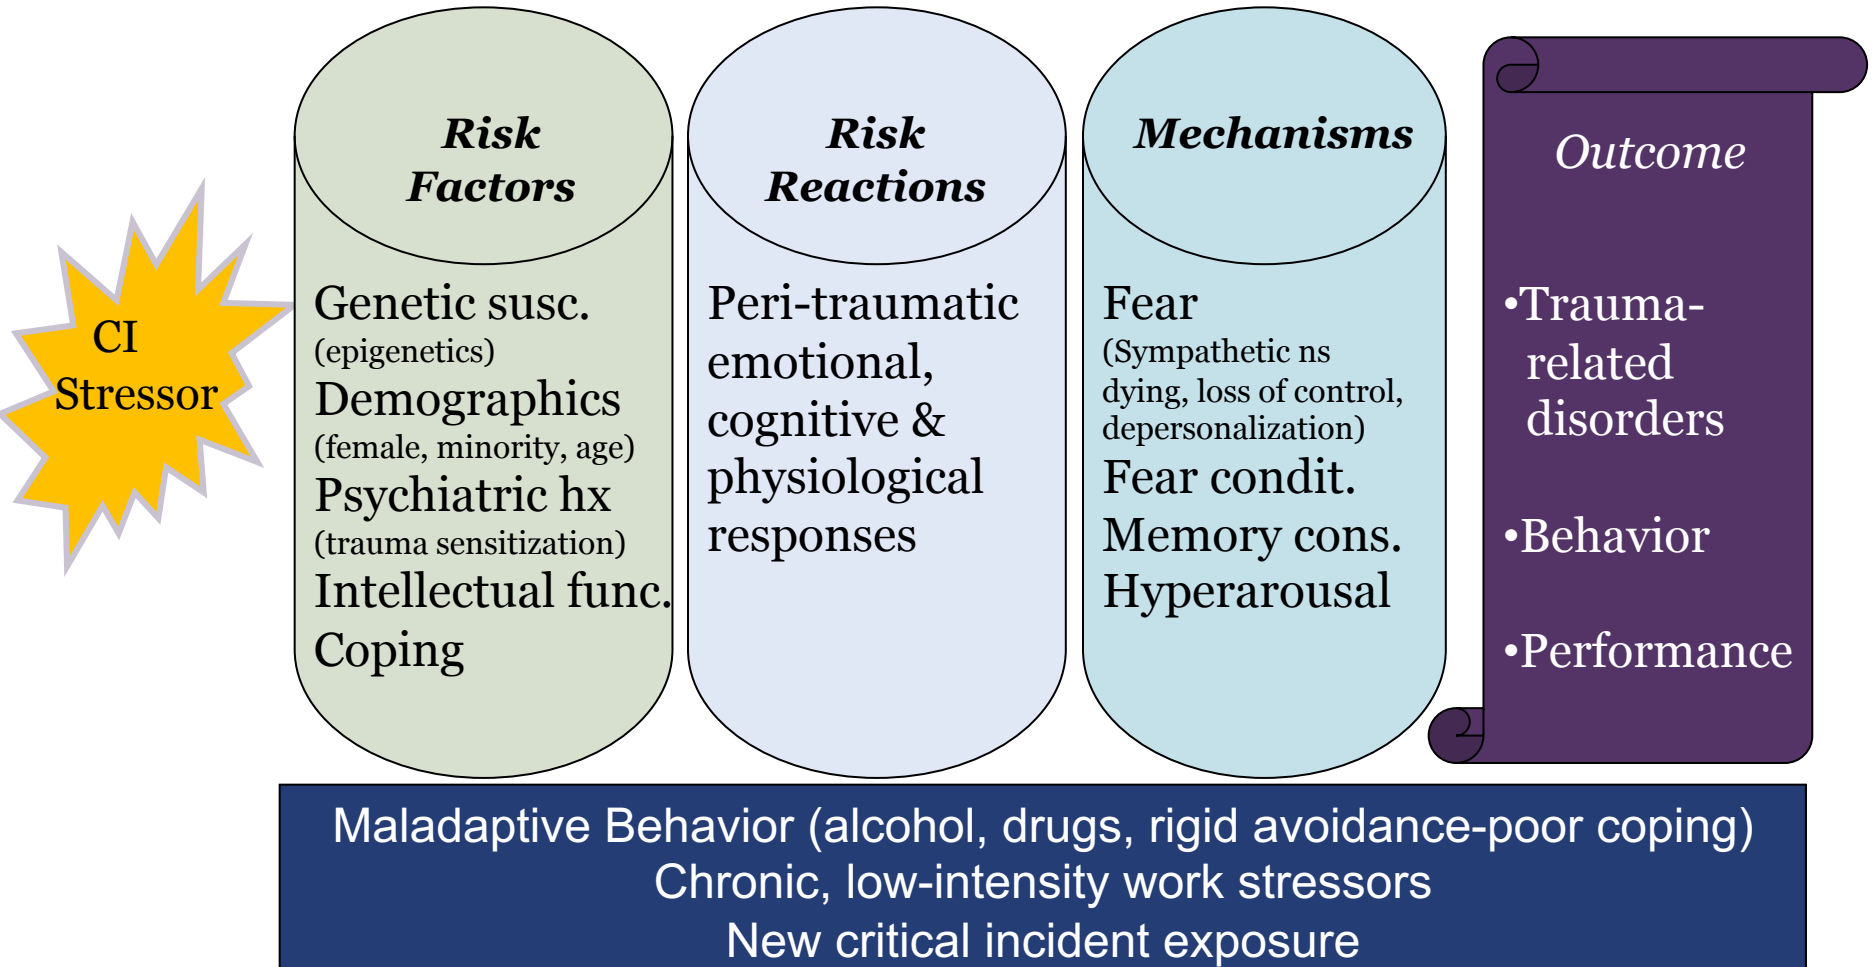 CI
Stressor
Risk
Factors
Genetic susc.
(epigenetics)
Demographics
(female, minority, age)
Psychiatric hx
(trauma sensitization)
Intellectual func.
Coping
Risk
Reactions
Peri-traumatic
emotional,
cognitive &
physiological
responses
Mechanisms
Fear
(Sympathetic ns
dying, loss of control,
depersonalization)
Fear condit.
Memory cons.
Hyperarousal
Outcome
•Trauma-
related
disorders
•Behavior
•Performance
Maladaptive Behavior (alcohol, drugs, rigid avoidance-poor coping)
Chronic, low-intensity work stressors
New critical incident exposure